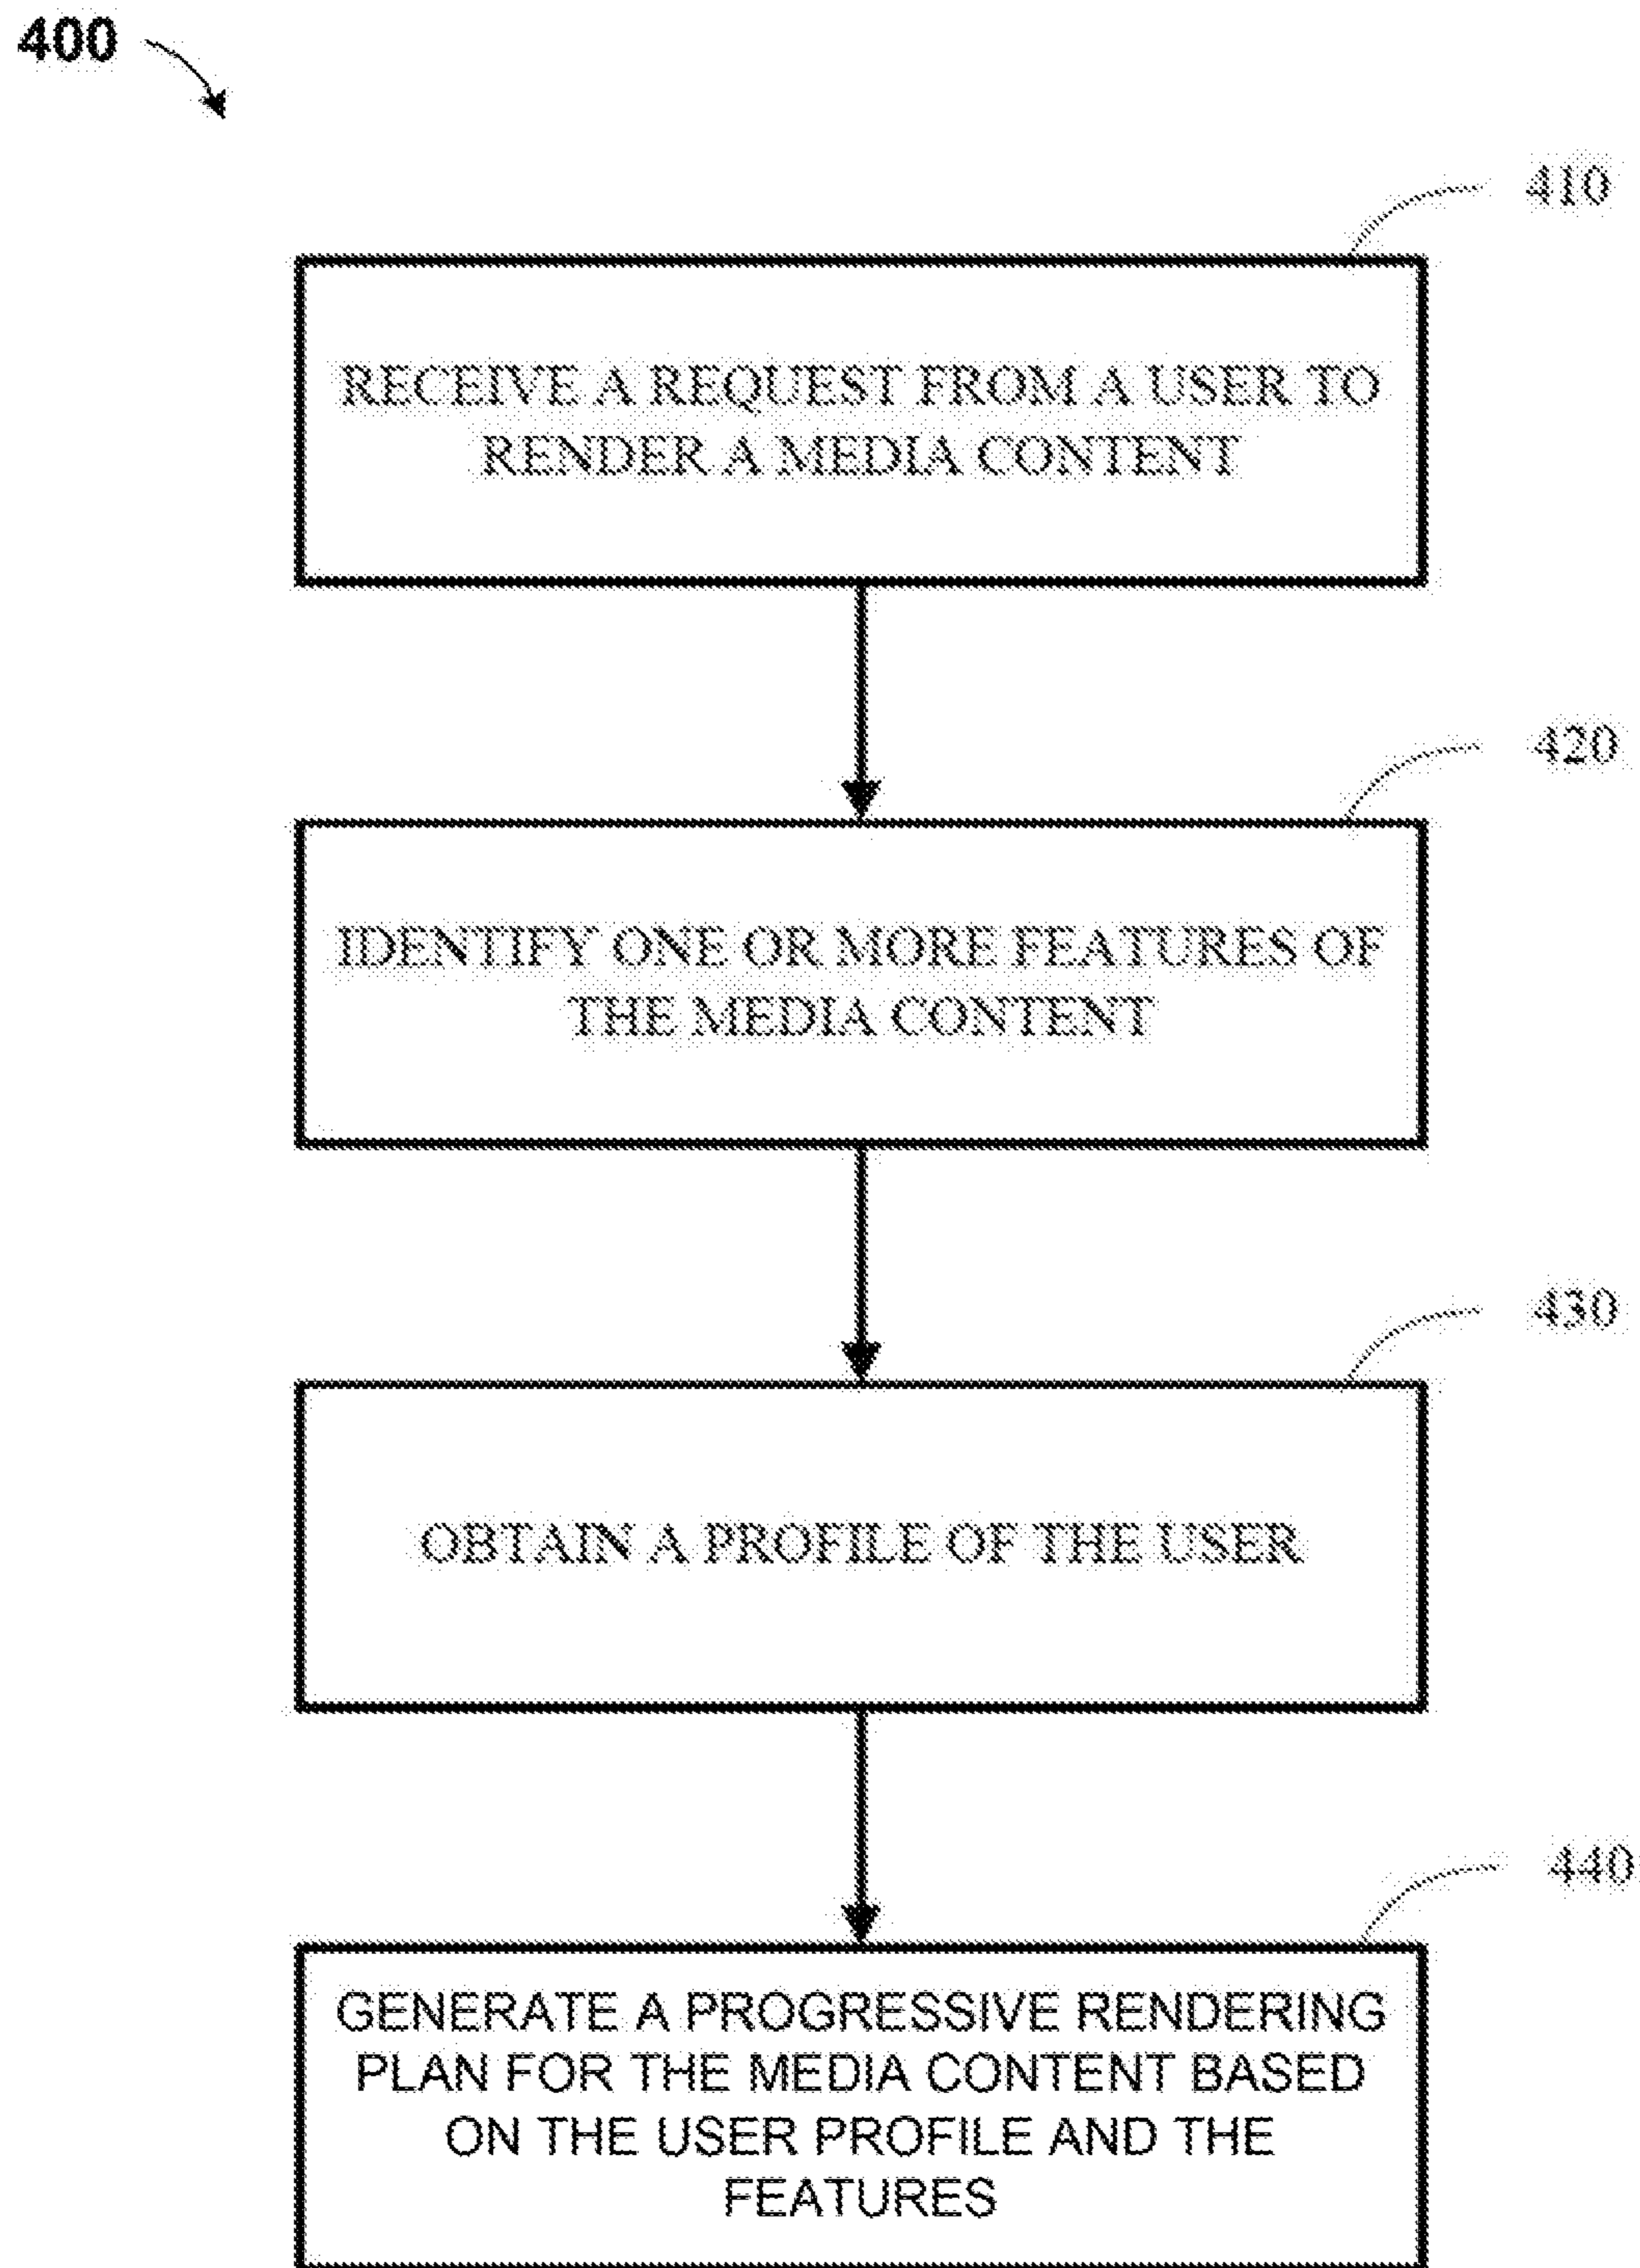 400
410
RECEIVE A REQUEST FROM A USER TO
RENDER A MEDIA CONTENT
420
IDENTIFY ONE OR MORE FEATURES OF
THE MEDIA CONTENT
430
OBTAIN A PROFILE OF THE USER
440
GENERATE A PROGRESSIVE RENDERING
PLAN FOR THE MEDIA CONTENT BASED
ON THE USER PROFILE AND THE
FEATURES